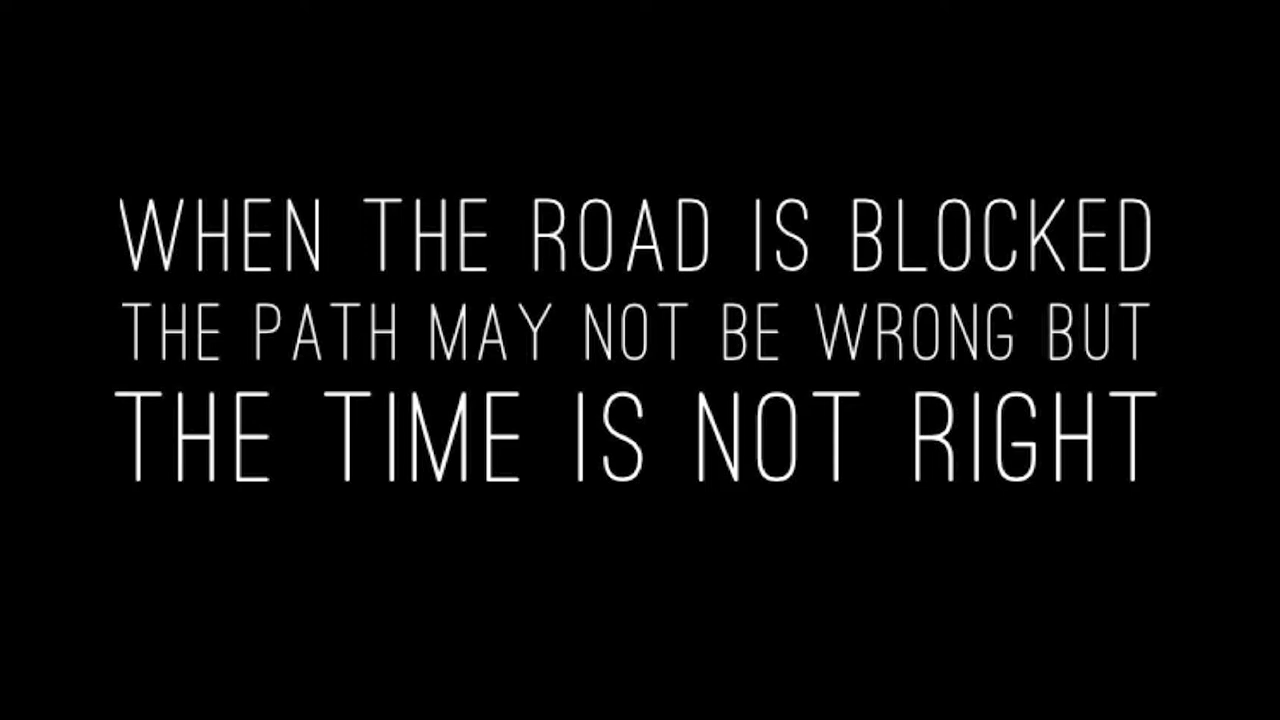 WHEN THE ROAD IS BLOCKED
THE PATH MAY NOT BE WRONG BUT
THE TIME IS NOT RIGHT